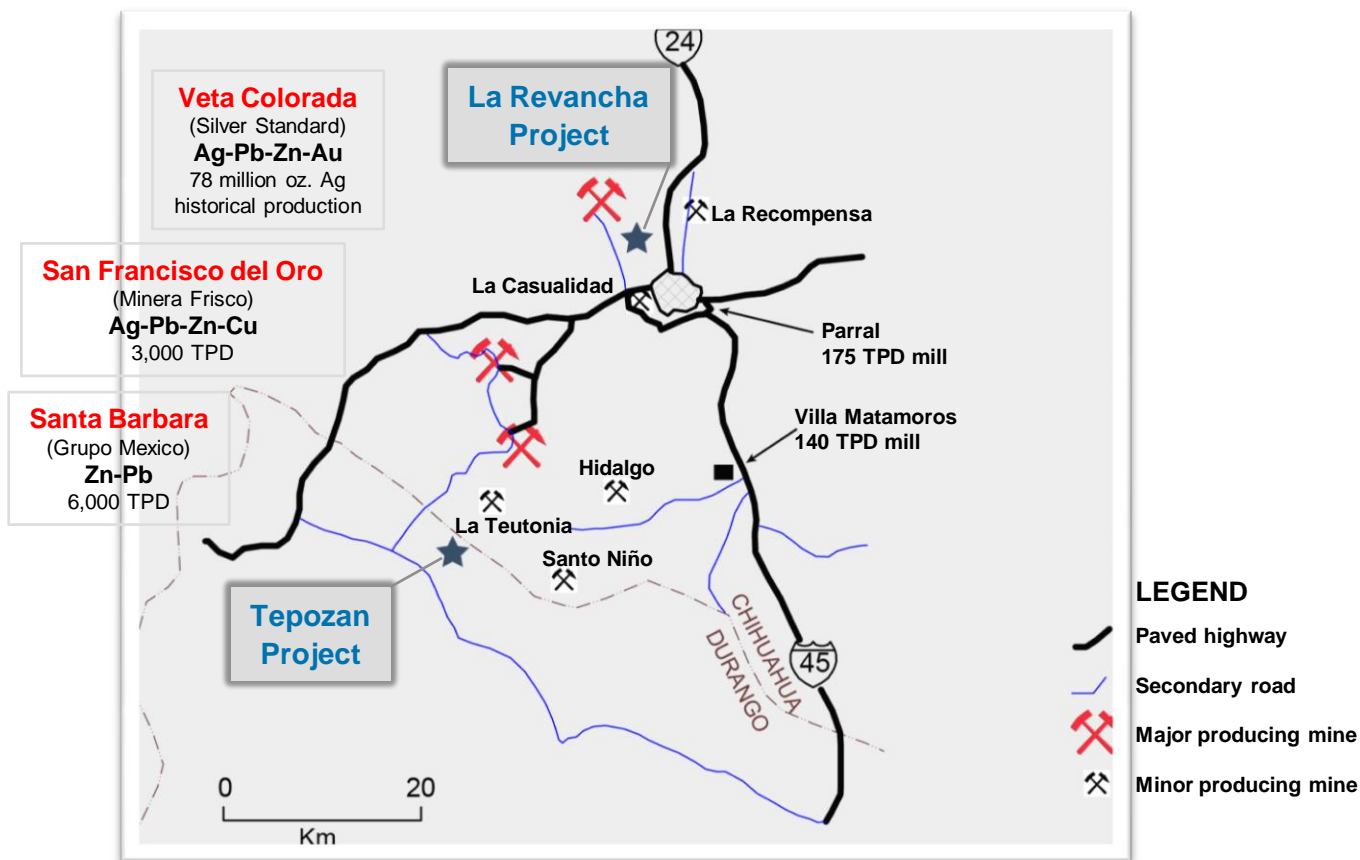 24
Veta Colorada
(Silver Standard)
Ag-Pb-Zn-Au
78 million oz. Ag
historical production
La Revancha
Project
La Recompensa
San Francisco del Oro
(Minera Frisco)
Ag-Pb-Zn-Cu
3,000 TPD
La Casualidad
Parral
175 TPD mill
Santa Barbara
(Grupo Mexico)
Zn-Pb
6,000 TPD
Villa Matamoros
140 TPD mill
Hidalgo
La Teutonia
Santo Niño
Tepozan
Project
CHIHUAHUA
DURANGO
45
0 20
Km
LEGEND
Paved highway
Secondary road
Major producing mine
Minor producing mine